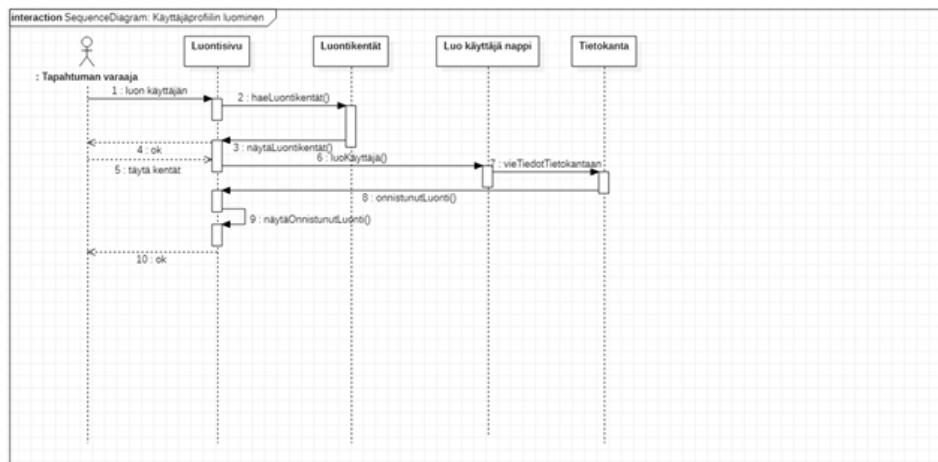 interaction SequenceDiagram: Käyttäjäprofiilin luominen
Luontisivu
Luontikentät
Luo käyttäjä nappi
Tietokanta
: Tapahtuman varaaja
1 : luon käyttäjän
2 : haeLuontikentät()
3 : näytäLuontikentät()
4 : ok
5 : täytä kentät
6 : luoKäyttäjä()
7 : vieTiedotTietokantaan
8 : onnistunutLuonti()
9 : näytäOnnistunutLuonti()
10 : ok